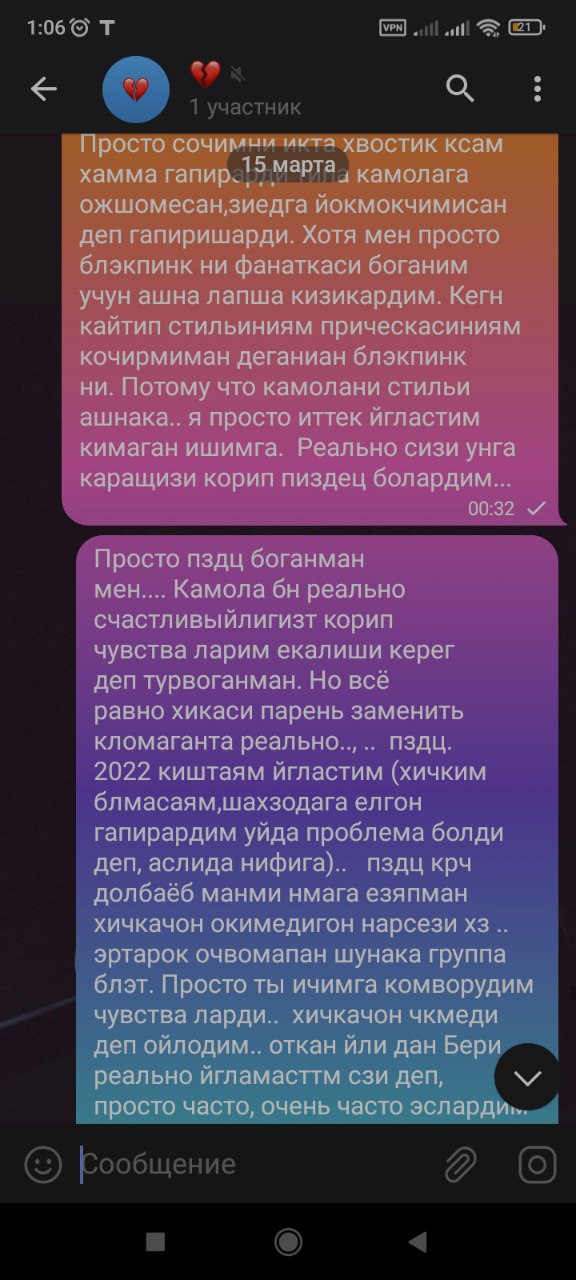 1:06
VPN
21
1 участник
Просто сочимни икта хвостик ксам
15 марта
хамма гапирарди типа камолага
ожшомесан,зиедга йокмокчимисан
деп гапиришарди. Хотя мен просто
блэкпинк ни фанаткаси боганим
учун ашна лапша кизикардим. Кегн
кайтип стильиниям прическасиниям
кочирмиман деганиан блэкпинк
ни. Потому что камолани стильи
ашнака.. я просто иттек йгластим
кимаган ишимга. Реально сизи унга
каращизи корип пиздец болардим...
00:32
Просто пздц боганман
мен.... Камола бн реально
счастливыйлигизт корип
чувства ларим екалиши керег
деп турвоганман. Но всё
равно хикаси парень заменить
кломаганта реально.., .. пздц.
2022 киштаям йгластим (хичким
блмасаям,шахзодага елгон
гапирардим уйда проблема болди
деп, аслида нифига).. пздц крч
долбаёб манми нмага езяпман
хичкачон окимедигон нарсези хз ..
эртарок очвомапан шунака группа
блэт. Просто ты ичимга комворудим
чувства ларди.. хичкачон чкмеди
деп ойлодим.. откан йли дан Бери
реально йгламасттм сзи деп,
просто часто, очень часто эслардим
Сообщение